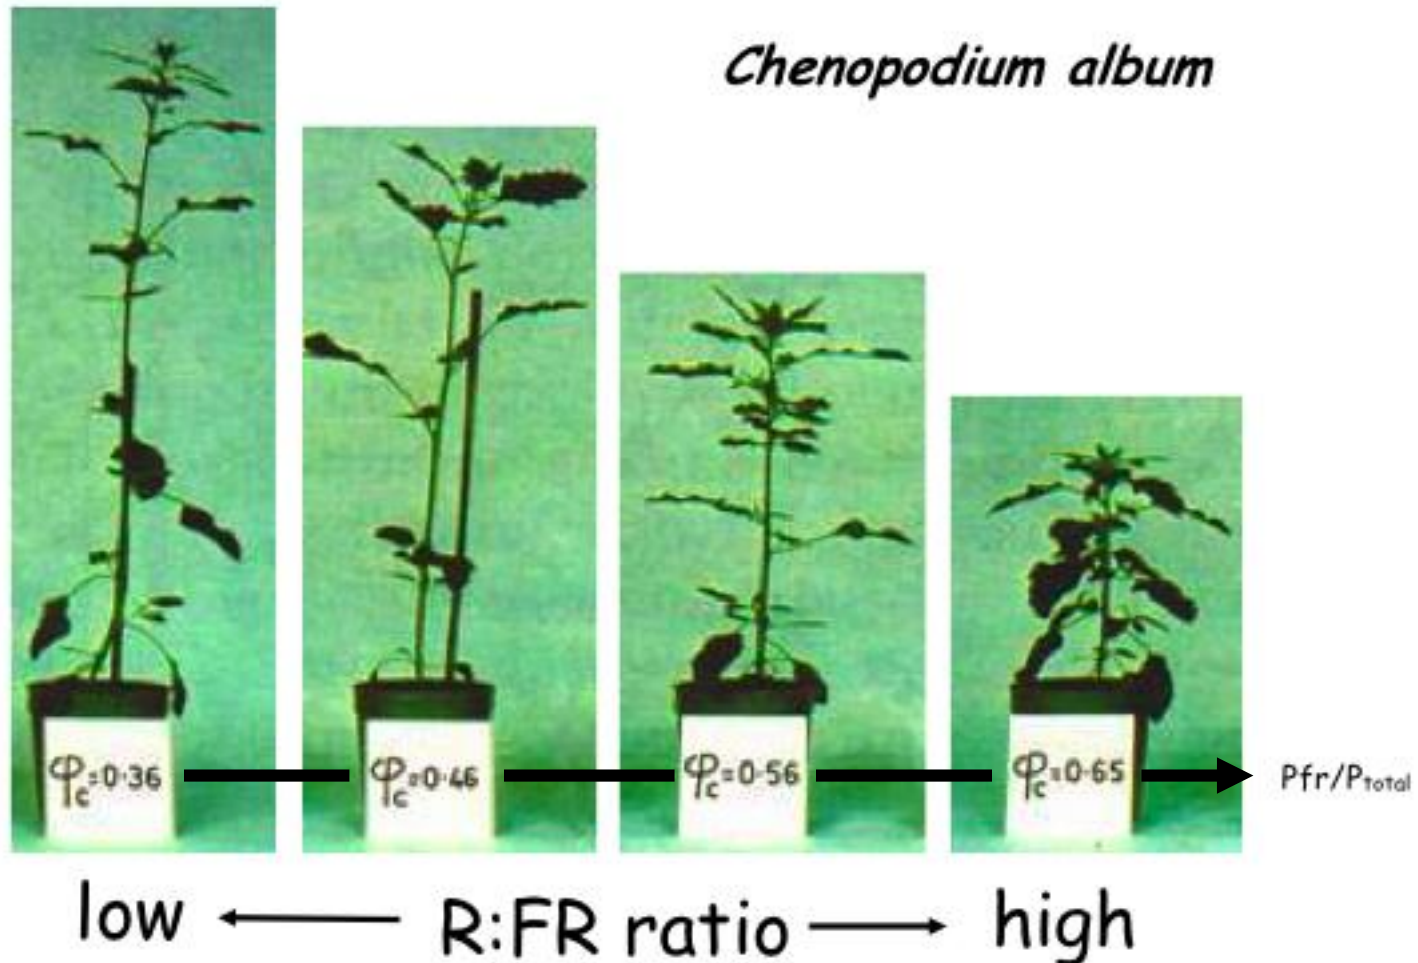 Chenopodium album
φc=0.36
φc=0.46
φc=0.56
φc=0.65
Pfr/PTotal
low
R:FR ratio
high